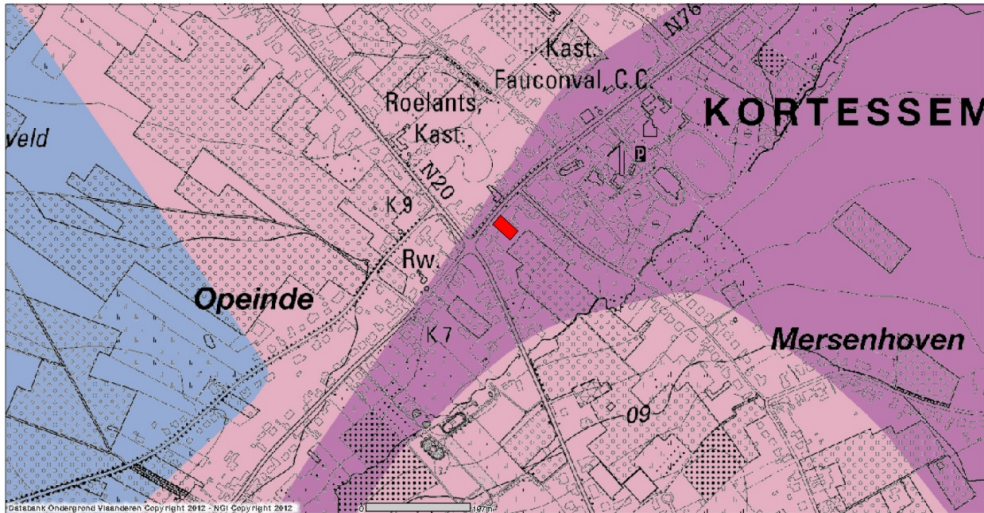 N76
Kast.
Fauconval, C.C.
Roelants,
Kast.
KORTESSEM
veld
P
N20
K.9
Rw.
Opeinde
K 7
Mersenhoven
09
Databank Ondergrond Vlaanderen Copyright 2012 - NGI Copyright 2012
0